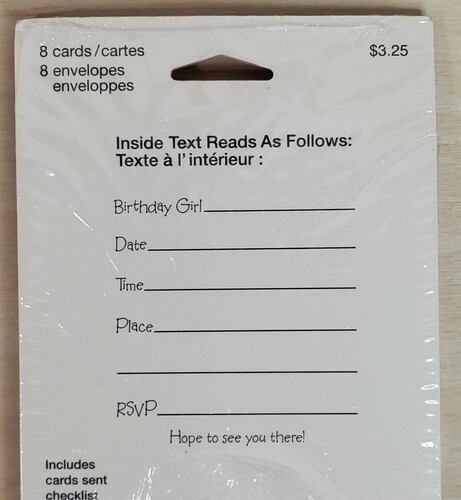 8 cards/cartes
8 envelopes
enveloppes
$3.25
Inside Text Reads As Follows:
Texte à l'intérieur :
Birthday Girl
Date
Time
Place
RSVP
Hope to see you there!
Includes
cards sent
checklist